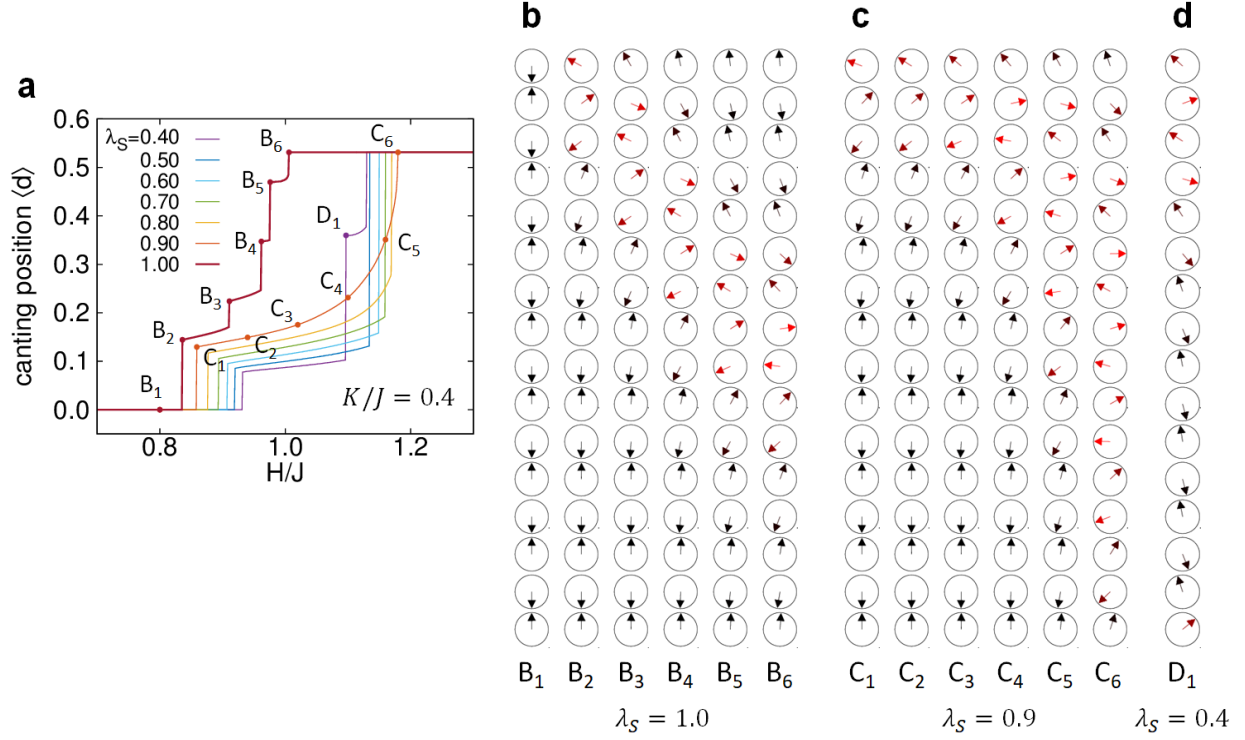 b
c
d
a
canting position ⟨d⟩
0.6
0.5
0.4
0.3
0.2
0.1
0.0
λS=0.40
0.50
0.60
0.70
0.80
0.90
1.00
B6
C6
B5
D1
B4
C5
B3
C4
B2
C3
C1
C2
B1
K/J = 0.4
0.8
1.0
1.2
H/J
B1 B2 B3 B4 B5 B6
λS = 1.0
C1 C2 C3 C4 C5 C6
λS = 0.9
D1
λS = 0.4